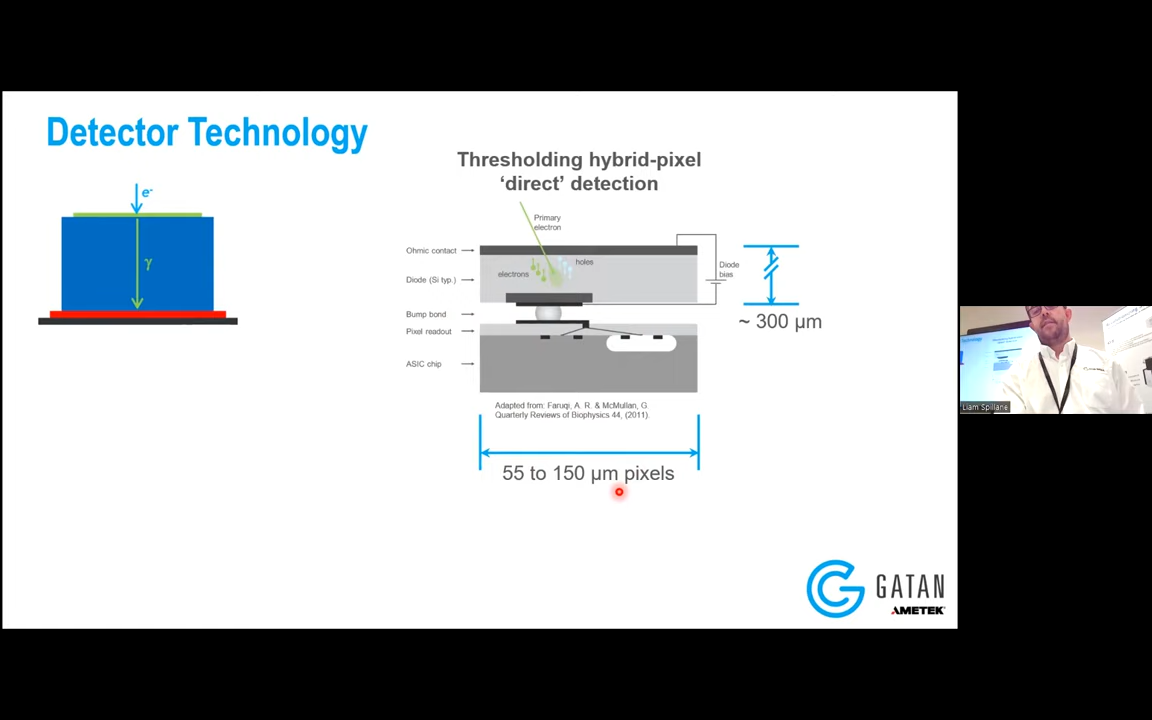 Detector Technology
e-
γ
Thresholding hybrid-pixel
‘direct’ detection
Primary
electron
Ohmic contact
holes
electrons
Diode (Si typ.)
Diode
bias
Bump bond
Pixel readout
ASIC chip
~ 300 µm
Adapted from: Faruqi, A. R. & McMullan, G
Quarterly Reviews of Biophysics 44, (2011).
55 to 150 µm pixels
GATAN
AMETEK
Liam Spillane